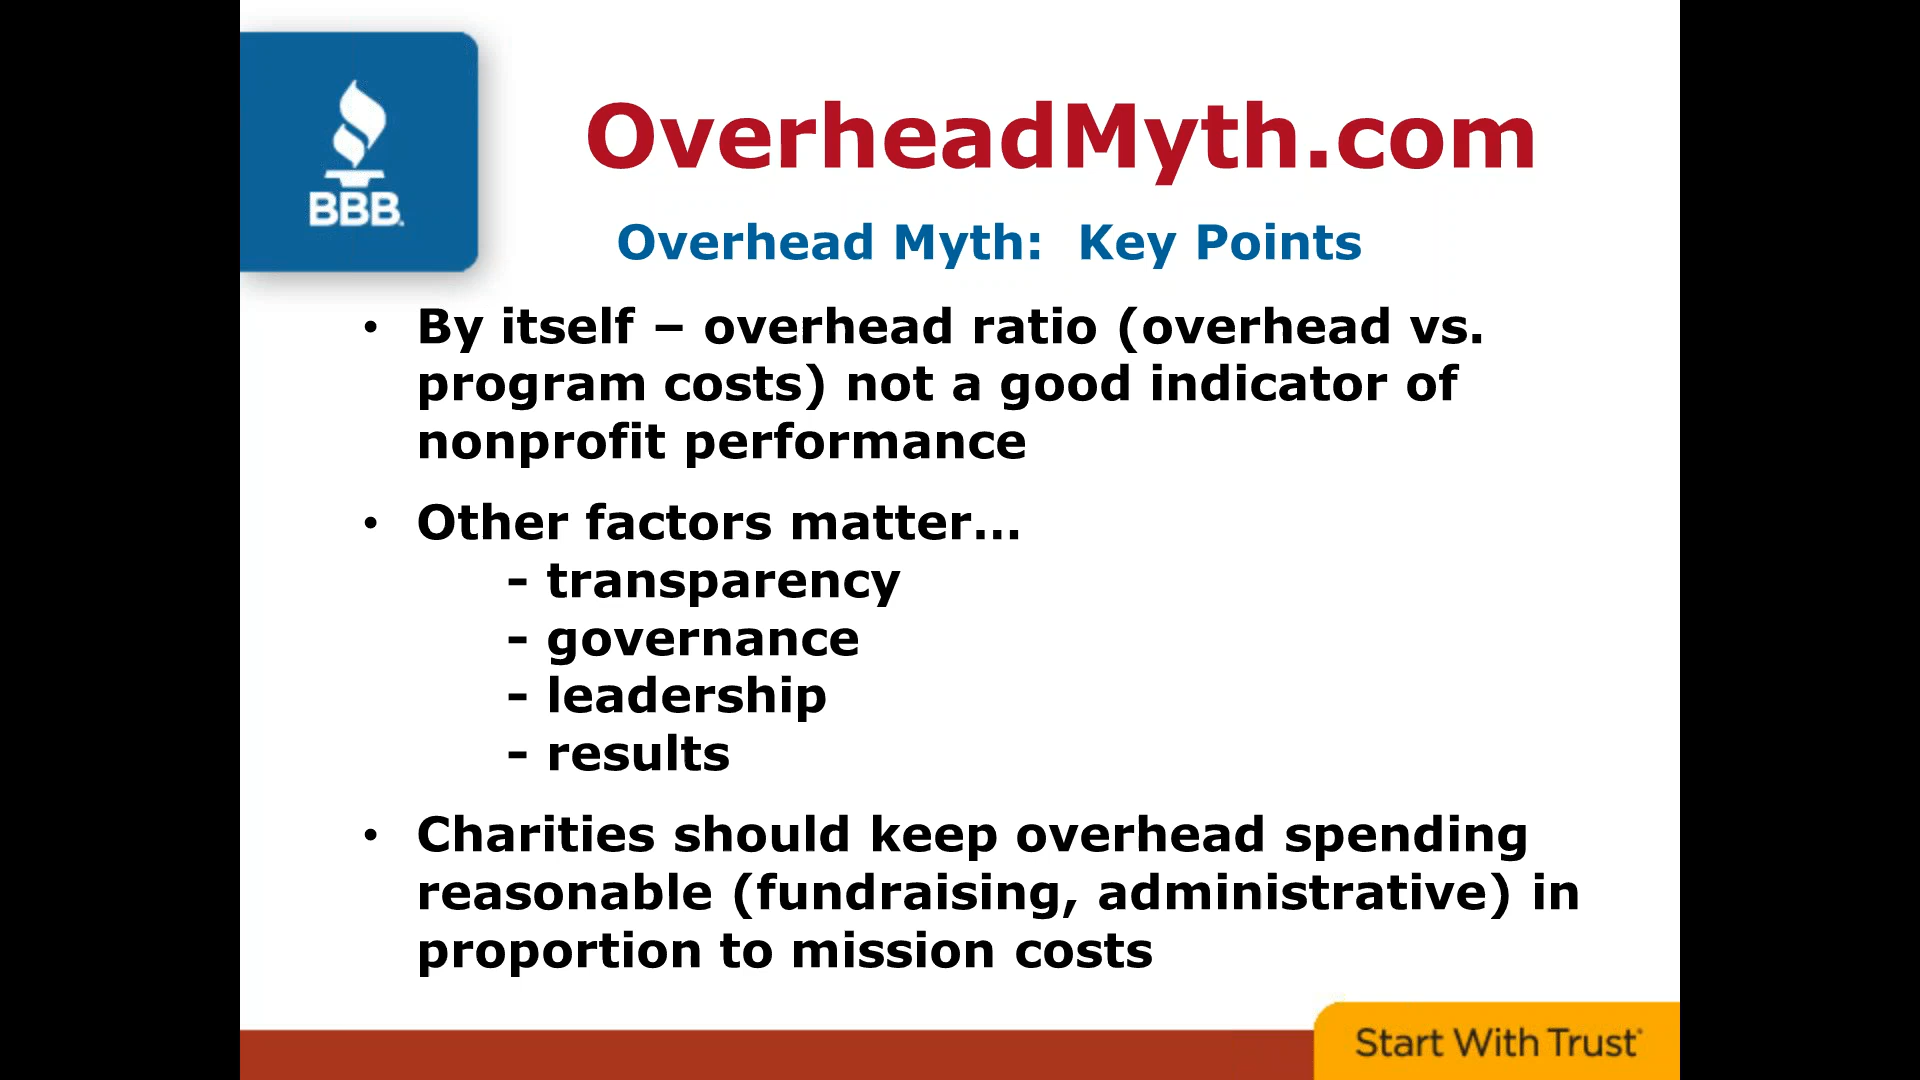 BBB.
OverheadMyth.com
Overhead Myth:  Key Points
• By itself – overhead ratio (overhead vs.
program costs) not a good indicator of
nonprofit performance
• Other factors matter…
- transparency
- governance
- leadership
- results
• Charities should keep overhead spending
reasonable (fundraising, administrative) in
proportion to mission costs
Start With Trust